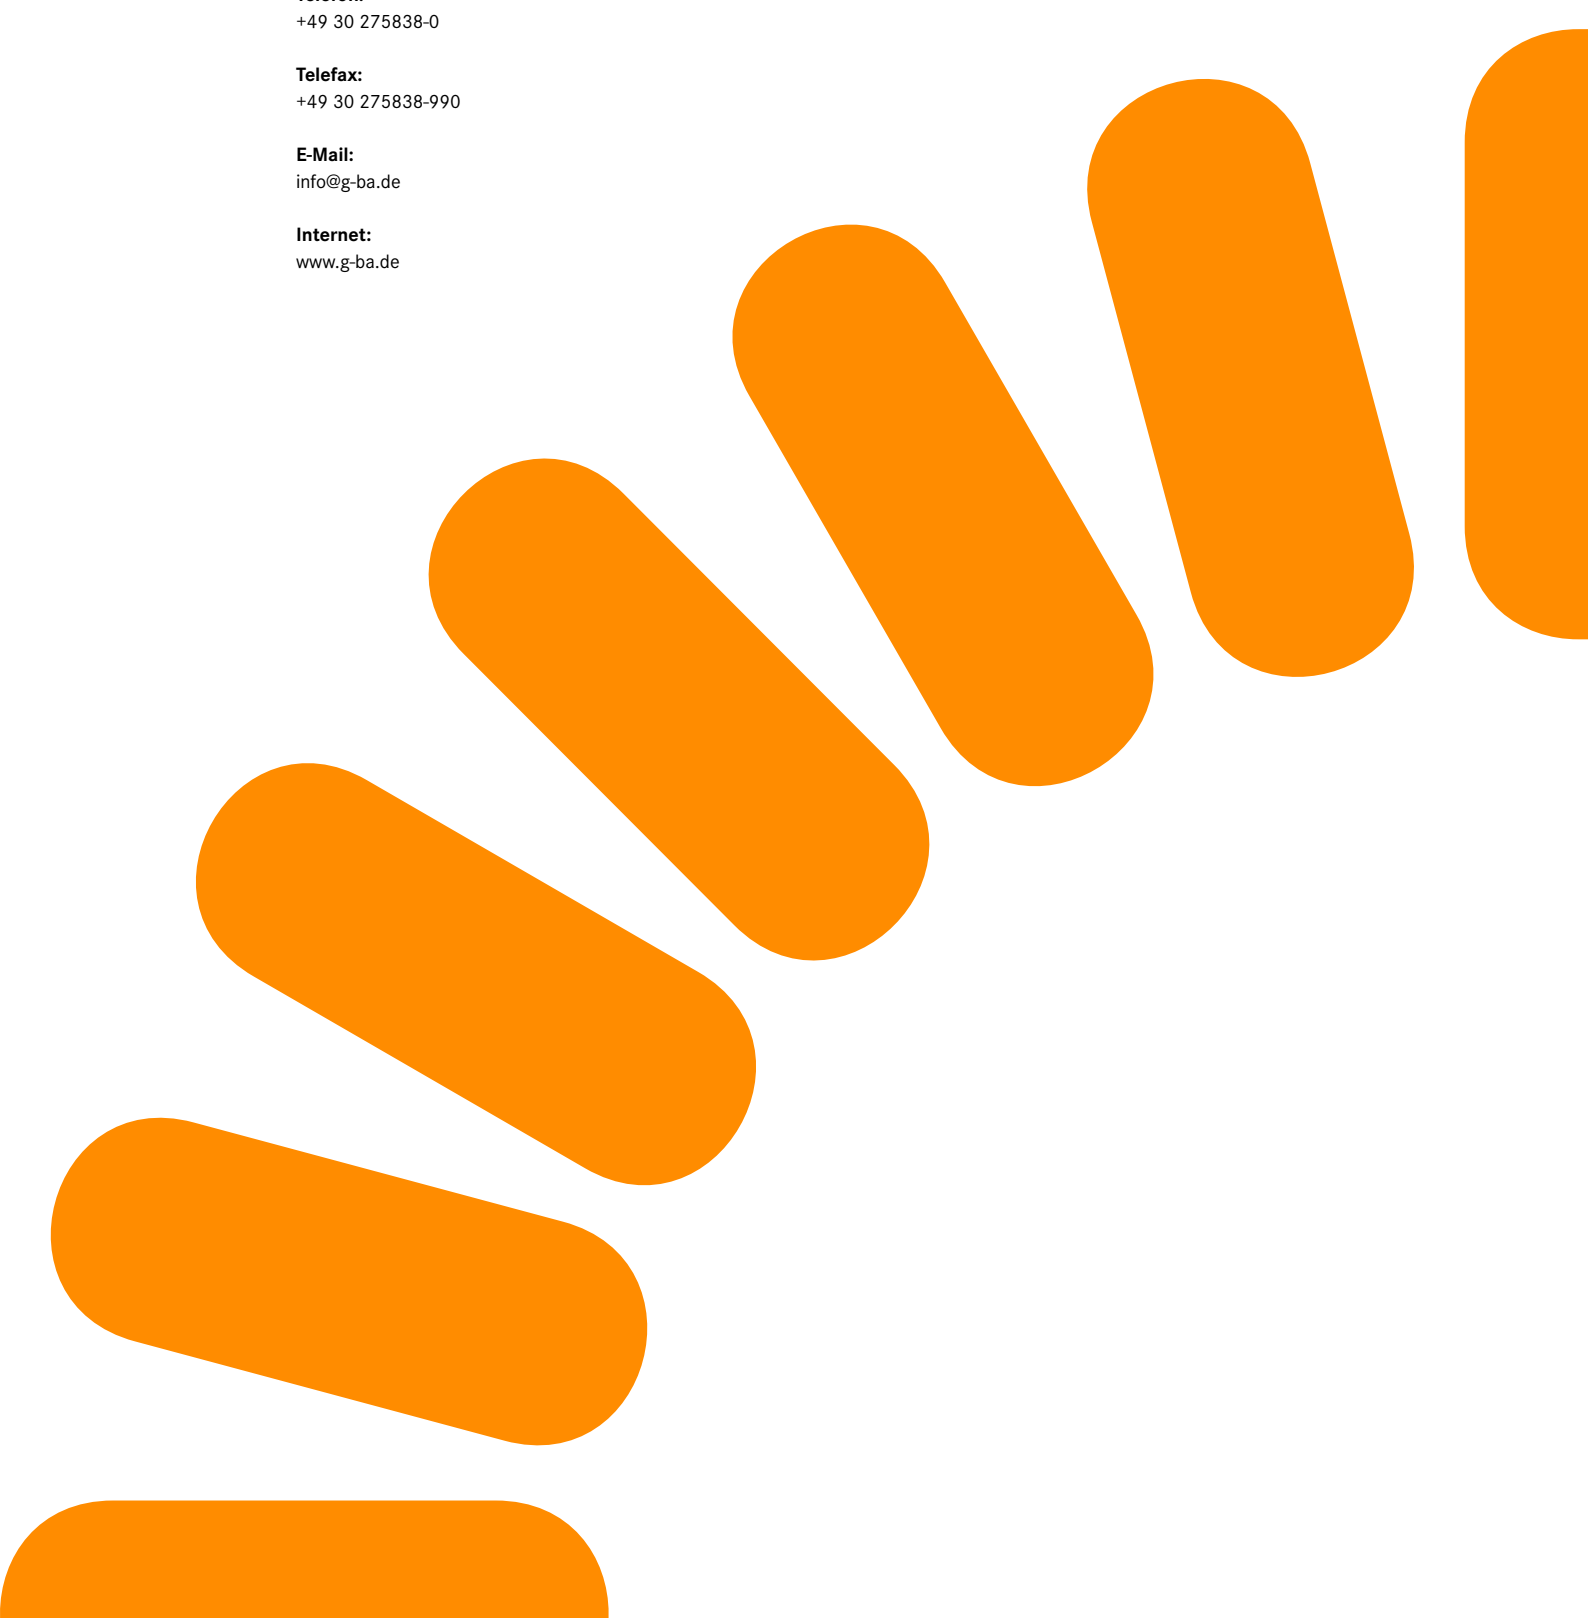 +49 30 275838-0
Telefax:
+49 30 275838-990
E-Mail:
info@g-ba.de
Internet:
www.g-ba.de